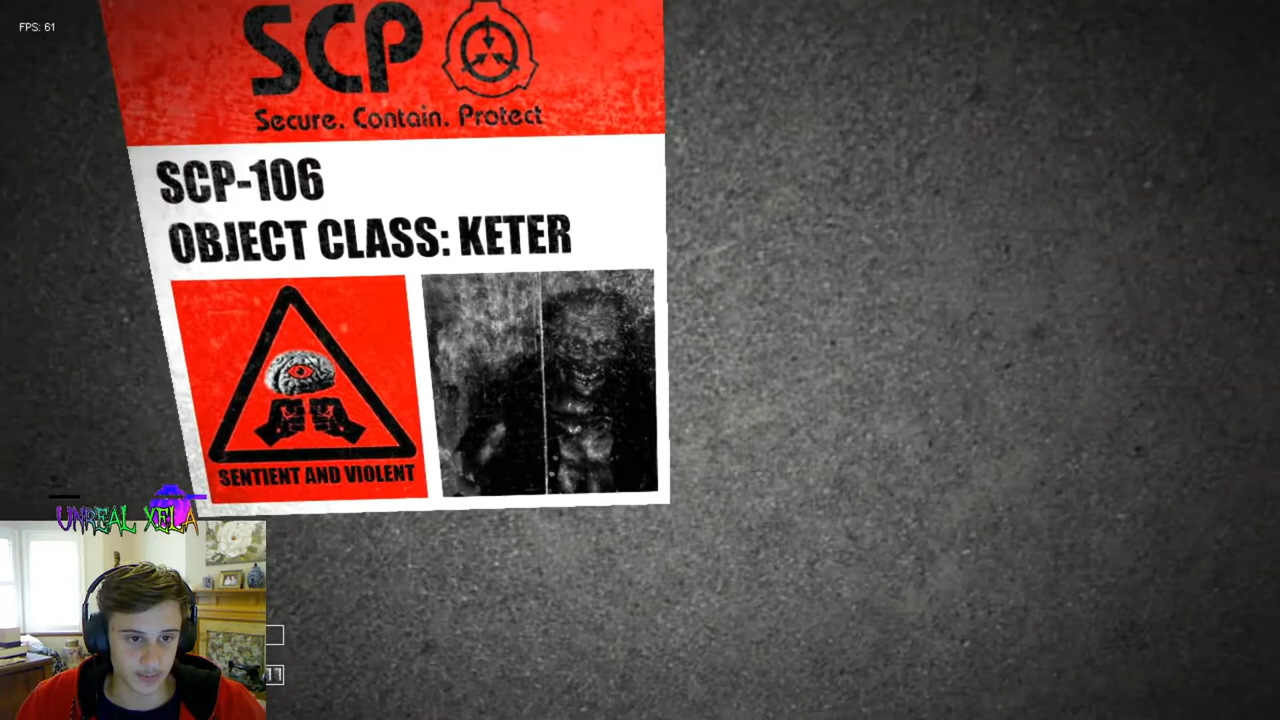 FPS: 61
SCP
Secure. Contain. Protect
SCP-106
OBJECT CLASS: KETER
SENTIENT AND VIOLENT
UNREAL XELA